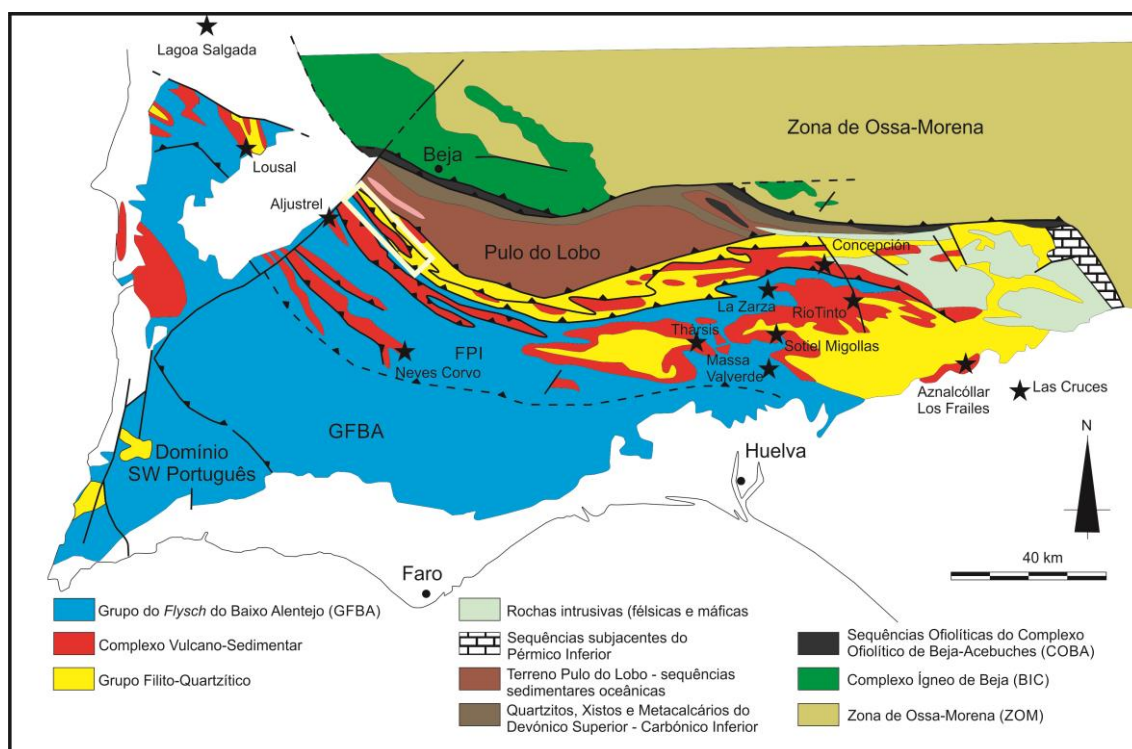 Lagoa Salgada
Zona de Ossa-Morena
Beja
Lousal
Aljustrel
Pulo do Lobo
Concepción
La Zarza
RioTinto
Thársis
Sotiel Migollas
FPI
Massa
Valverde
Neves Corvo
Aznalcóllar
Los Frailes
Las Cruces
GFBA
N
Domínio
SW Português
Huelva
40 km
Faro
Grupo do Flysch do Baixo Alentejo (GFBA)
Complexo Vulcano-Sedimentar
Grupo Filito-Quartzítico
Rochas intrusivas (félsicas e máficas
Sequências subjacentes do
Pérmico Inferior
Terreno Pulo do Lobo - sequências
sedimentares oceânicas
Quartzitos, Xistos e Metacalcários do
Devónico Superior - Carbónico Inferior
Sequências Ofiolíticas do Complexo
Ofiolítico de Beja-Acebuches (COBA)
Complexo Ígneo de Beja (BIC)
Zona de Ossa-Morena (ZOM)